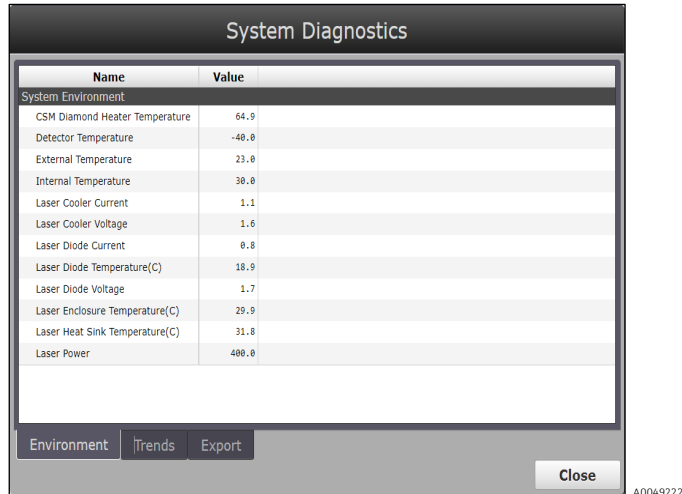 System Diagnostics
Name Value
System Environment
CSM Diamond Heater Temperature 64.9
Detector Temperature -40.0
External Temperature 23.0
Internal Temperature 30.0
Laser Cooler Current 1.1
Laser Cooler Voltage 1.6
Laser Diode Current 0.8
Laser Diode Temperature(C) 18.9
Laser Diode Voltage 1.7
Laser Enclosure Temperature(C) 29.9
Laser Heat Sink Temperature(C) 31.8
Laser Power 400.0
Environment Trends Export
Close
A0049222